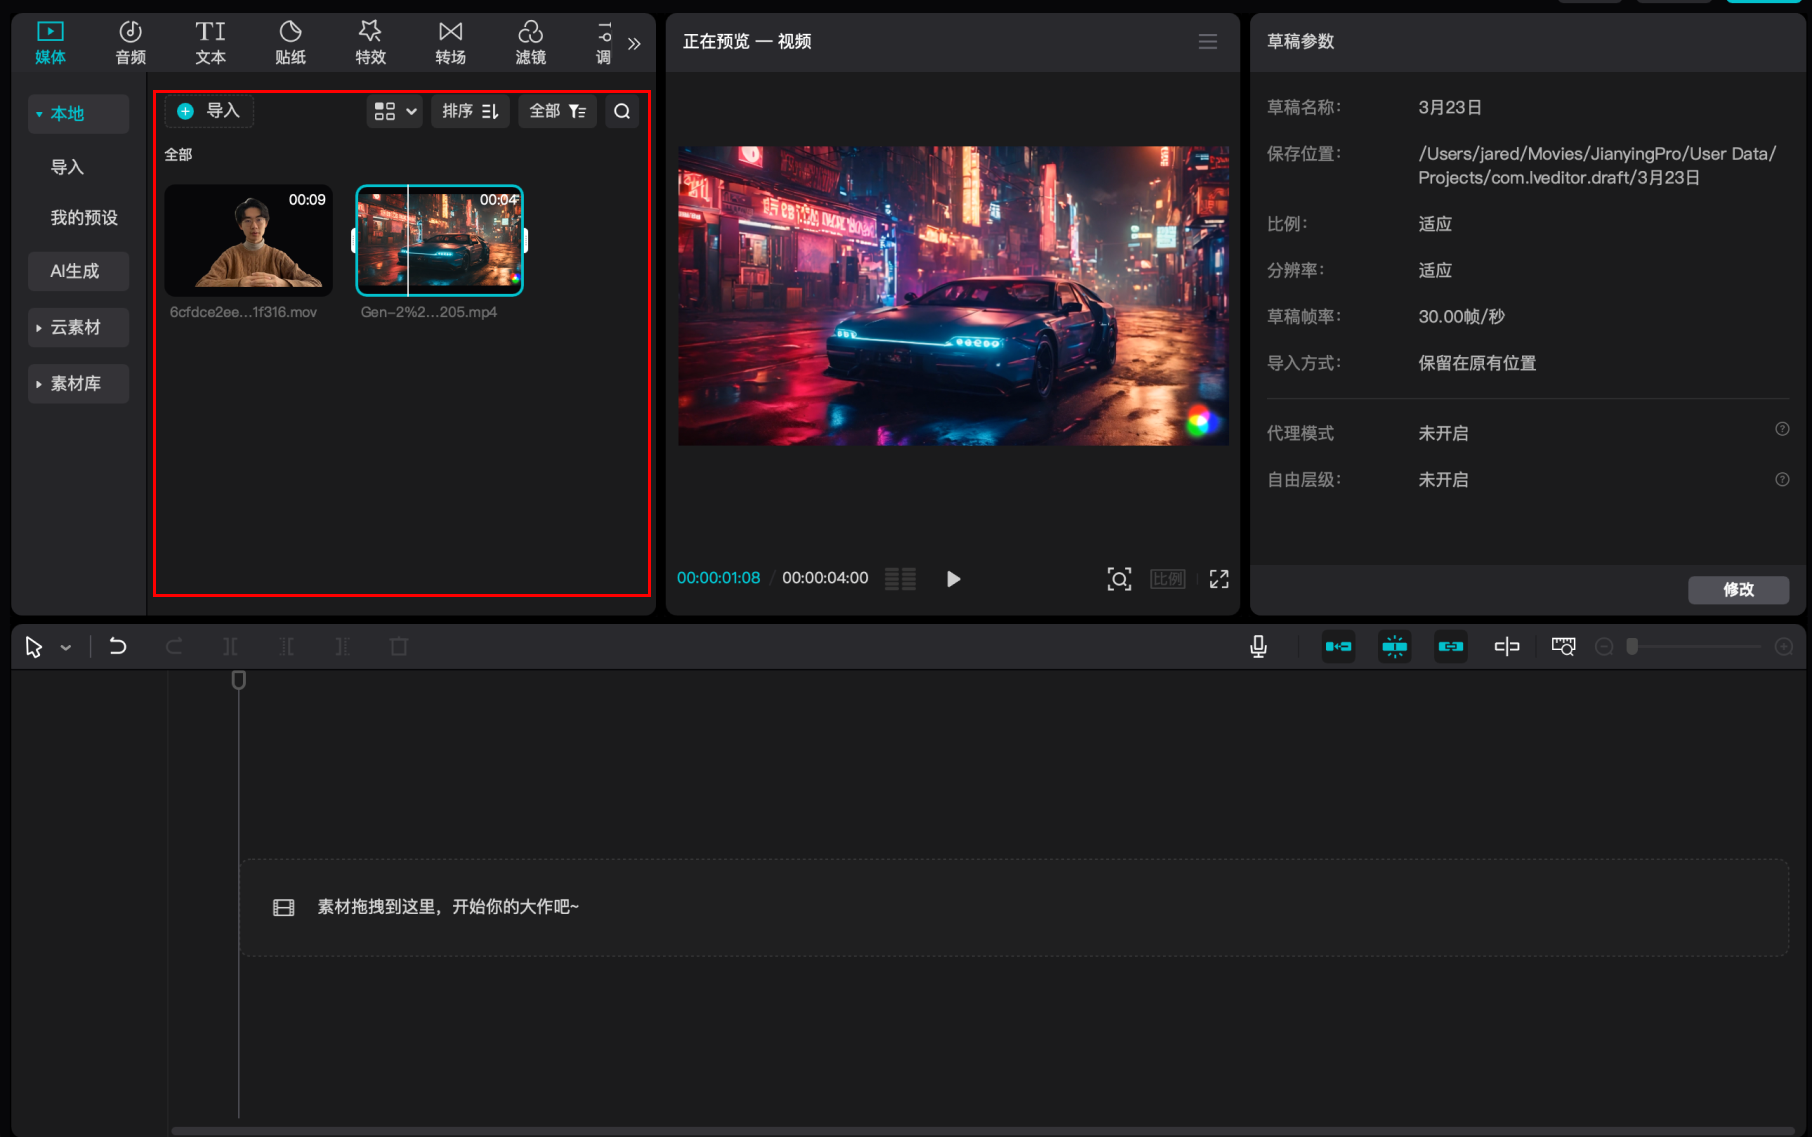 媒体
音频
文本
贴纸
特效
转场
滤镜
调
正在预览 — 视频
草稿参数
本地
导入
我的预设
AI生成
云素材
素材库
导入
排序
全部
全部
00:09
00:04
6cfdce2ee...1f316.mov
Gen-2%2...205.mp4
00:00:01:08 / 00:00:04:00
比例
草稿名称： 3月23日
保存位置： /Users/jared/Movies/JianyingPro/User Data/
Projects/com.lveditor.draft/3月23日
比例： 适应
分辨率： 适应
草稿帧率： 30.00帧/秒
导入方式： 保留在原有位置
代理模式 未开启
自由层级： 未开启
修改
素材拖拽到这里，开始你的大作吧~